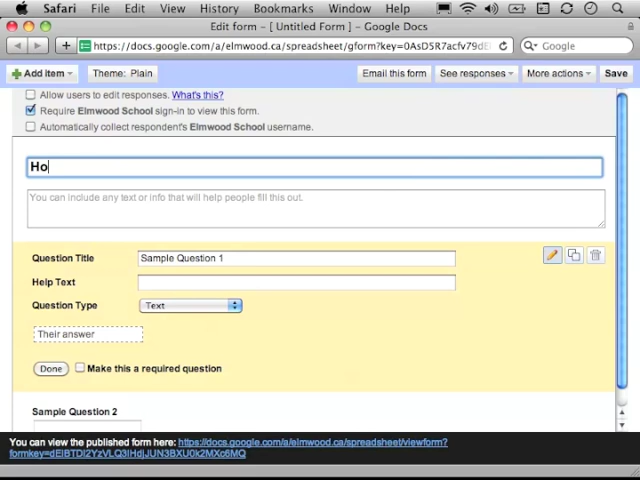 Safari File Edit View History Bookmarks Window Help
Edit form - [ Untitled Form ] - Google Docs
https://docs.google.com/a/elmwood.ca/spreadsheet/gform?key=0AsD5R7acfv79dE
Google
Add item Theme: Plain Email this form See responses More actions Save
Allow users to edit responses. What's this?
Require Elmwood School sign-in to view this form.
Automatically collect respondent's Elmwood School username.
Ho
You can include any text or info that will help people fill this out.
Question Title Sample Question 1
Help Text
Question Type Text
Their answer
Done Make this a required question
Sample Question 2
You can view the published form here: https://docs.google.com/a/elmwood.ca/spreadsheet/viewform?